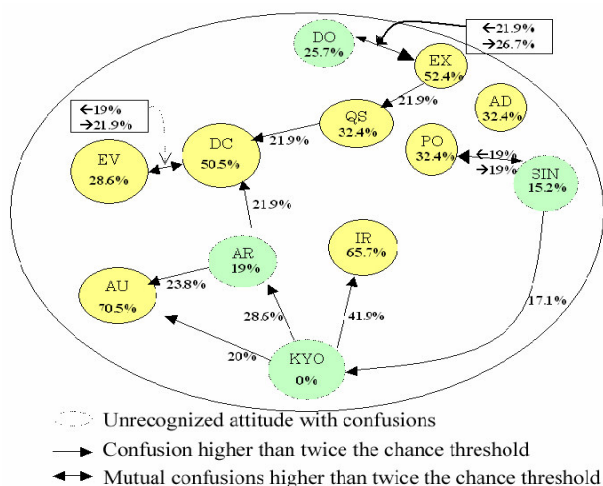 DO
25.7%
←21.9%
→26.7%
EX
52.4%
AD
32.4%
21.9%
QS
32.4%
←19%
→21.9%
DC
50.5%
21.9%
PO
32.4%
←19%
→19%
EV
28.6%
SIN
15.2%
21.9%
AR
19%
IR
65.7%
AU
70.5%
23.8%
28.6%
41.9%
17.1%
20%
KYO
0%
Unrecognized attitude with confusions
Confusion higher than twice the chance threshold
Mutual confusions higher than twice the chance threshold